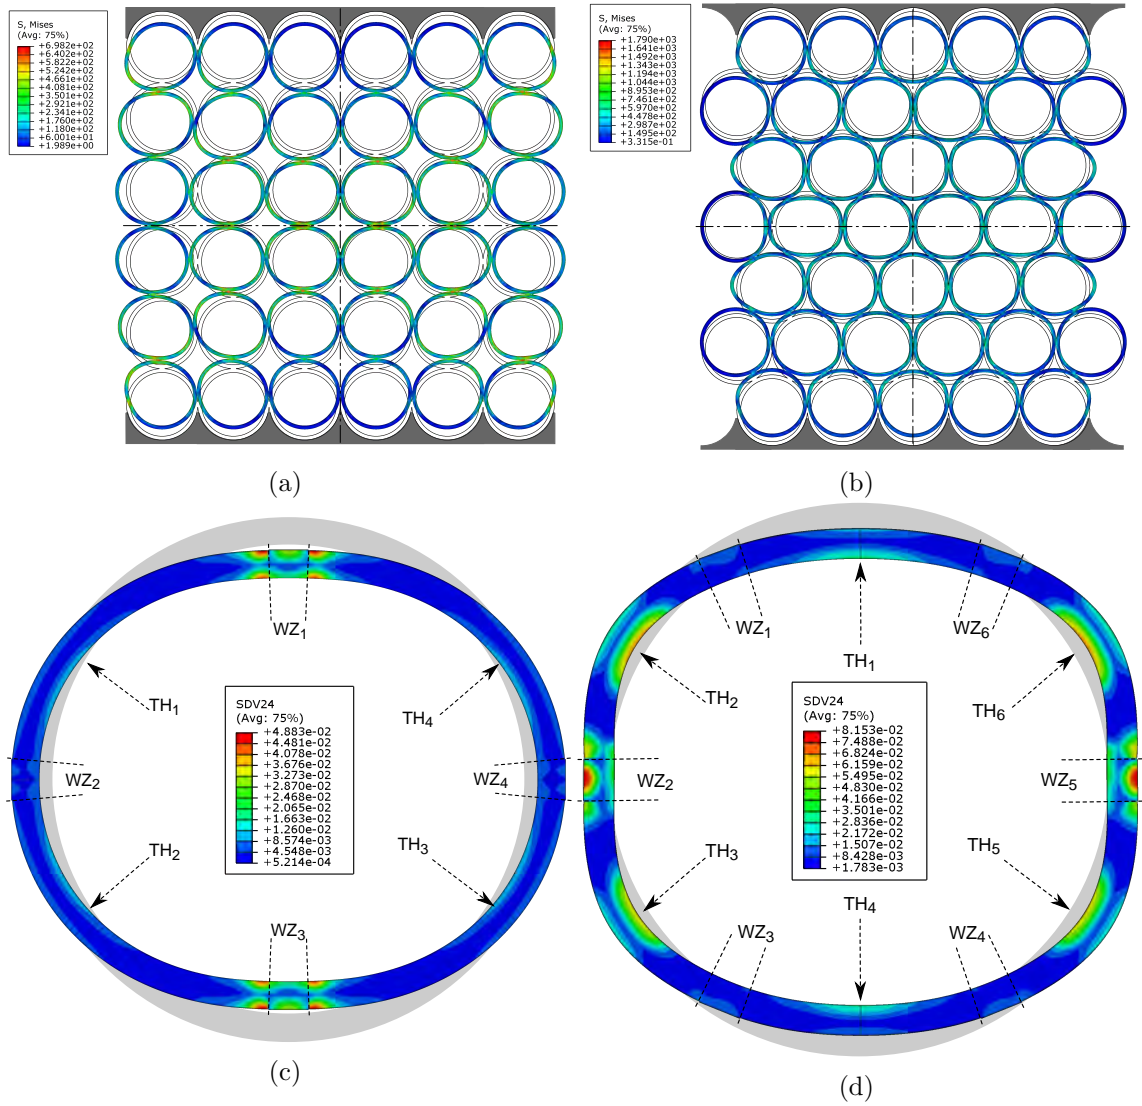 S, Mises
(Avg: 75%)
+6.982e+02
+6.402e+02
+5.822e+02
+5.242e+02
+4.661e+02
+4.081e+02
+3.501e+02
+2.921e+02
+2.341e+02
+1.760e+02
+1.180e+02
+6.001e+01
+1.989e+00
S, Mises
(Avg: 75%)
+1.790e+03
+1.641e+03
+1.492e+03
+1.343e+03
+1.194e+03
+1.044e+03
+8.953e+02
+7.461e+02
+5.970e+02
+4.478e+02
+2.987e+02
+1.495e+02
+3.315e-01
(a)
(b)
WZ1
TH1
TH4
WZ2
WZ4
TH2
TH3
WZ3
SDV24
(Avg: 75%)
+4.883e-02
+4.481e-02
+4.078e-02
+3.676e-02
+3.273e-02
+2.870e-02
+2.468e-02
+2.065e-02
+1.663e-02
+1.260e-02
+8.574e-03
+4.548e-03
+5.214e-04
(c)
WZ1
WZ6
TH1
TH2
TH6
WZ2
WZ5
TH3
TH5
TH4
WZ3
WZ4
SDV24
(Avg: 75%)
+8.153e-02
+7.488e-02
+6.824e-02
+6.159e-02
+5.495e-02
+4.830e-02
+4.166e-02
+3.501e-02
+2.836e-02
+2.172e-02
+1.507e-02
+8.428e-03
+1.783e-03
(d)